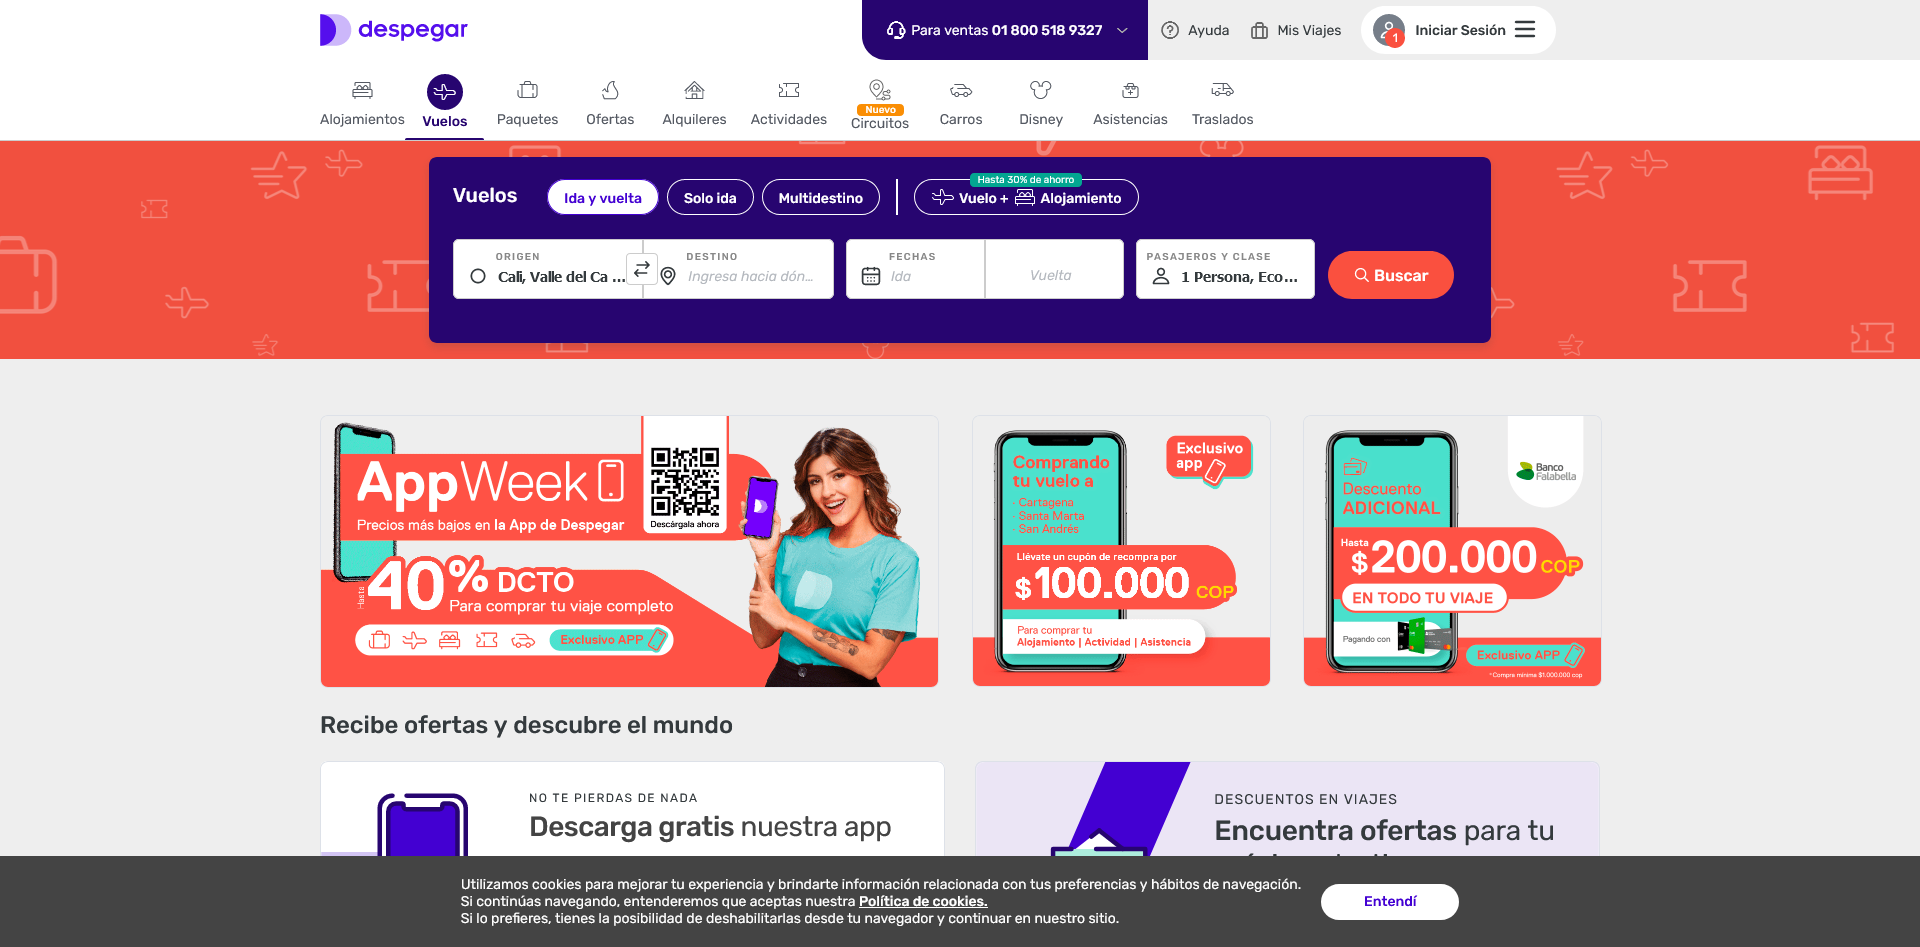 despegar
Para ventas 01 800 518 9327
Ayuda
Mis Viajes
1
Iniciar Sesión
Alojamientos
Vuelos
Paquetes
Ofertas
Alquileres
Actividades
Nuevo
Circuitos
Carros
Disney
Asistencias
Traslados
Vuelos
Ida y vuelta
Solo ida
Multidestino
Hasta 30% de ahorro
Vuelo + Alojamiento
ORIGEN
Cali, Valle del Ca ...
DESTINO
Ingresa hacia dón...
FECHAS
Ida
Vuelta
PASAJEROS Y CLASE
1 Persona, Eco...
Buscar
AppWeek
Precios más bajos en la App de Despegar
Descárgala ahora
Hasta
40% DCTO
Para comprar tu viaje completo
Exclusivo APP
Comprando
tu vuelo a
· Cartagena
· Santa Marta
· San Andrés
Exclusivo
app
Llévate un cupón de recompra por
$100.000 COP
Para comprar tu
Alojamiento | Actividad | Asistencia
Banco
Falabella
Descuento
ADICIONAL
Hasta
$200.000 COP
EN TODO TU VIAJE
Pagando con
Exclusivo APP
*Compra mínima $1.000.000 cop
Recibe ofertas y descubre el mundo
NO TE PIERDAS DE NADA
Descarga gratis nuestra app
DESCUENTOS EN VIAJES
Encuentra ofertas para tu
Utilizamos cookies para mejorar tu experiencia y brindarte información relacionada con tus preferencias y hábitos de navegación.
Si continúas navegando, entenderemos que aceptas nuestra Política de cookies.
Si lo prefieres, tienes la posibilidad de deshabilitarlas desde tu navegador y continuar en nuestro sitio.
Entendí